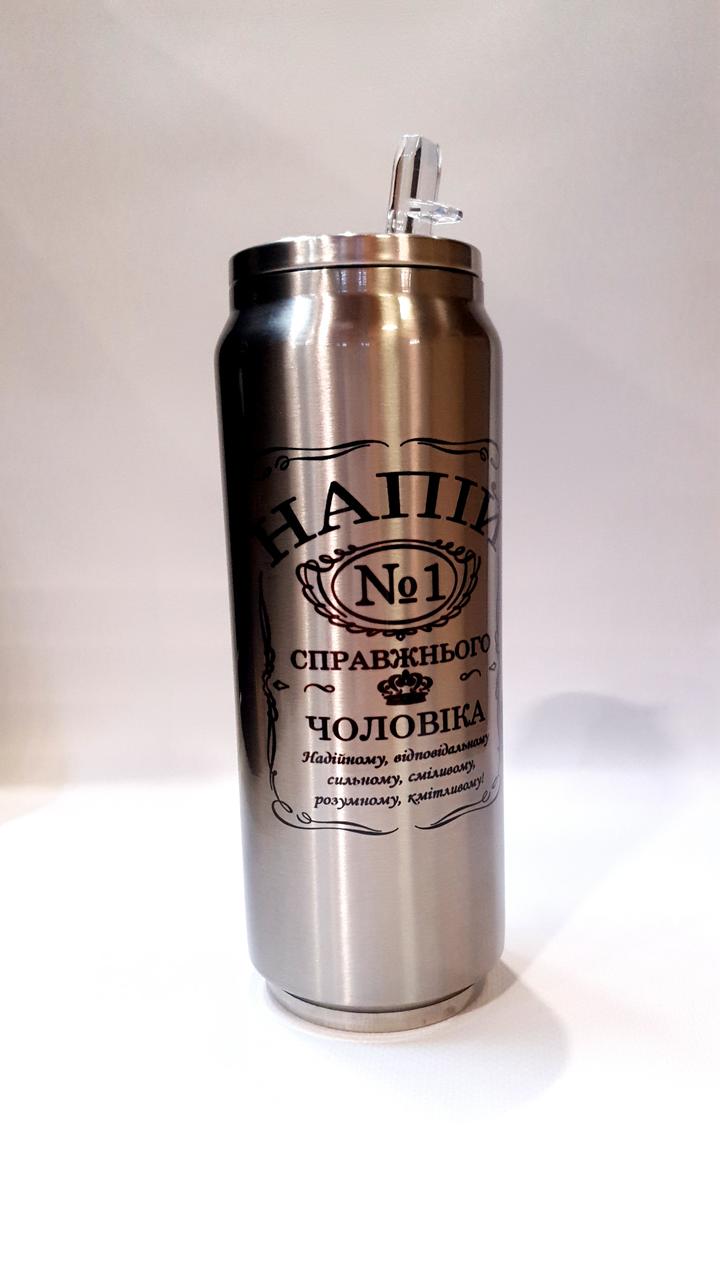 НАПІЙ
№1
СПРАВЖНЬОГО
ЧОЛОВІКА
Надійному, відповідальному
сильному, сміливому,
розумному, кмітливому!